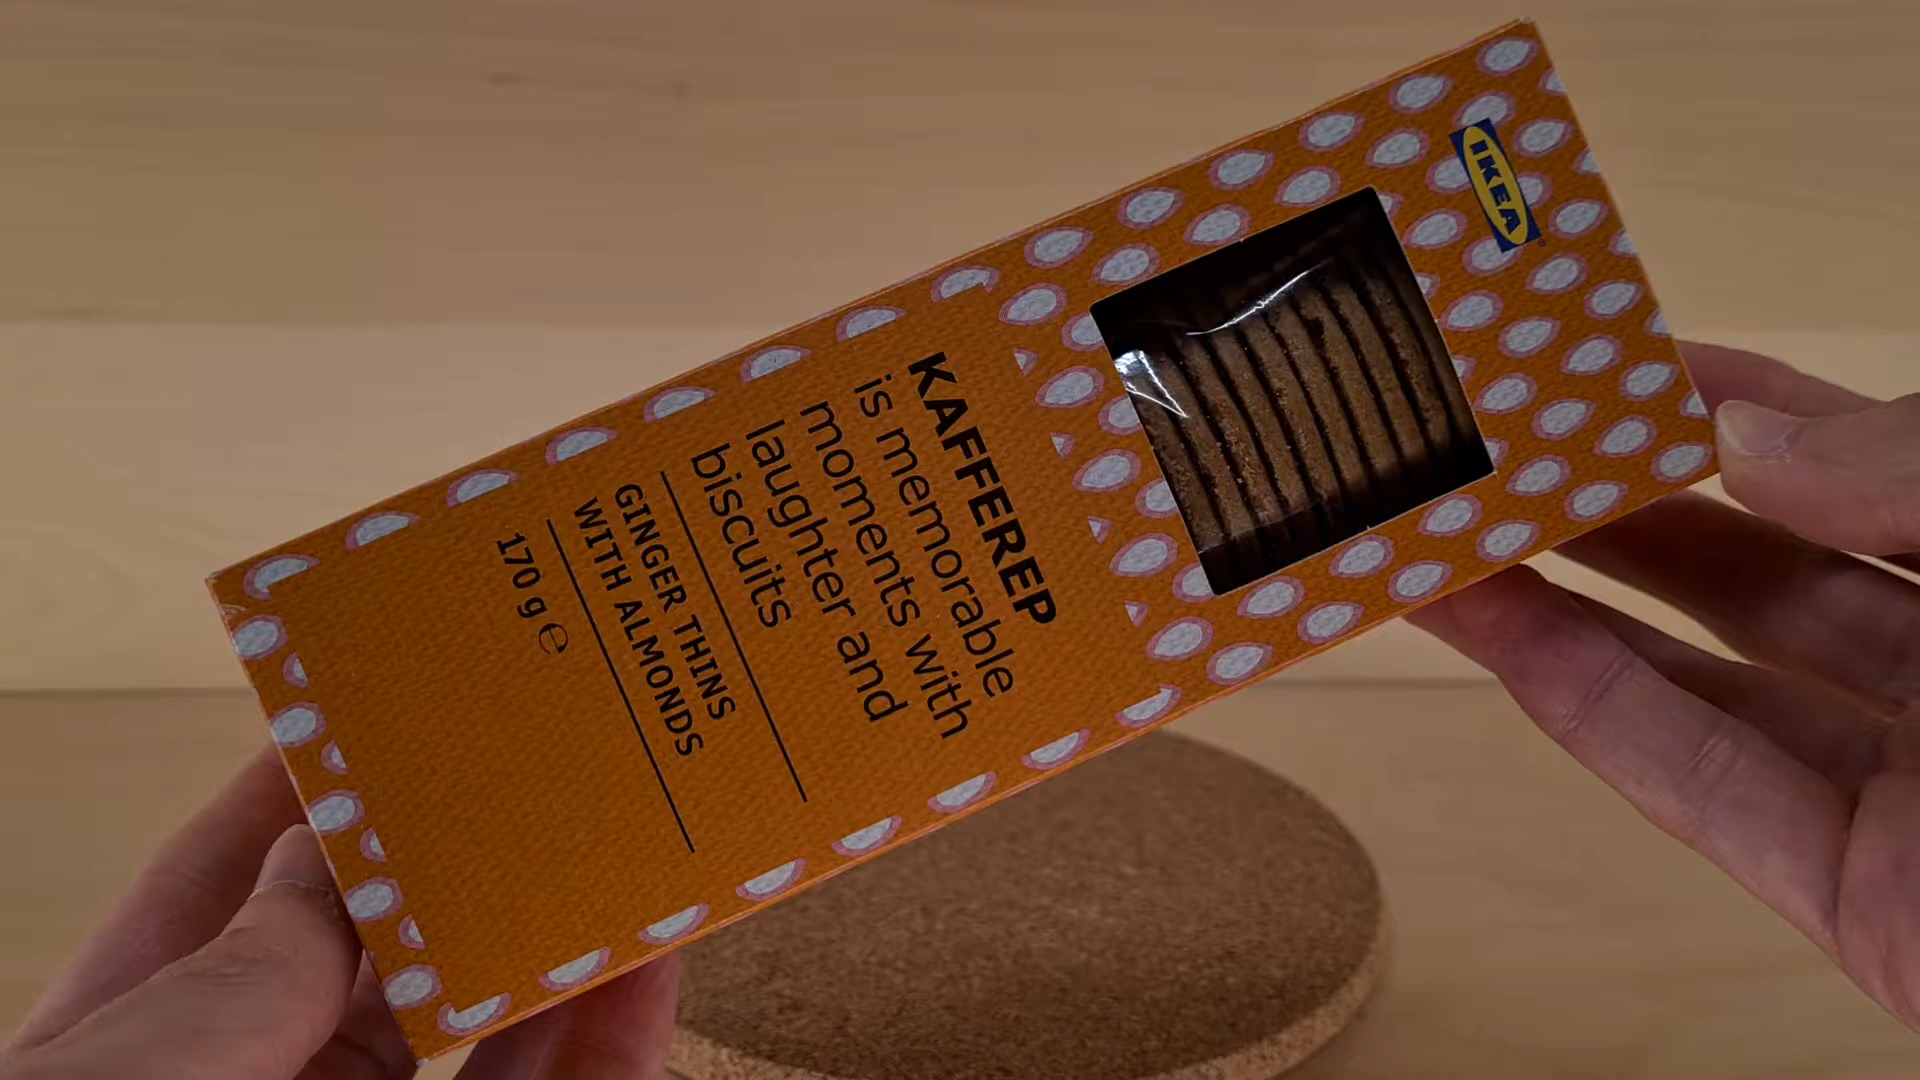 IKEA
KAFFEREP
is memorable
moments with
laughter and
biscuits
GINGER THINS
WITH ALMONDS
170 g ℮